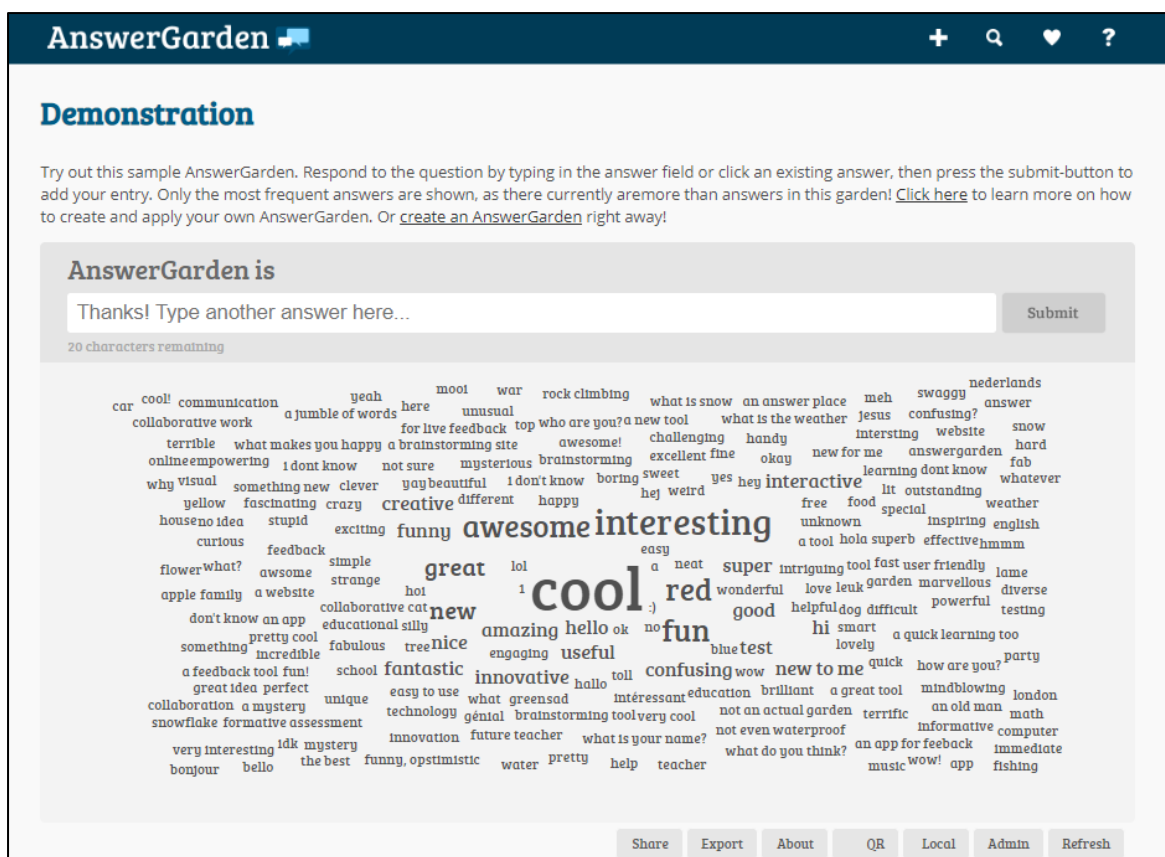 AnswerGarden
Demonstration
Try out this sample AnswerGarden. Respond to the question by typing in the answer field or click an existing answer, then press the submit-button to
add your entry. Only the most frequent answers are shown, as there currently aremore than answers in this garden! Click here to learn more on how
to create and apply your own AnswerGarden. Or create an AnswerGarden right away!
AnswerGarden is
Thanks! Type another answer here...
Submit
20 characters remaining
car cool! communication yeah mooi war rock climbing what is snow an answer place meh swaggy nederlands
collaborative work a jumble of words here unusual for live feedback top who are you? a new tool what is the weather jesus confusing? answer
terrible what makes you happy a brainstorming site awesome! challenging handy intersting website snow
onlineempowering i dont know not sure mysterious brainstorming excellent fine okay new for me answergarden hard fab
why visual something new clever yay beautiful i don't know boring sweet yes hey interactive learning dont know whatever
yellow fascinating crazy creative different happy hej weird free food lit special outstanding weather
house no idea stupid exciting funny awesome interesting unknown inspiring english
curious feedback easy a tool hola superb effective hmmm
flower what? awsome simple strange great lol a neat super intriguing tool fast user friendly lame
apple family a website hoi 1 cool :) red wonderful love leuk garden marvellous diverse
don't know an app collaborative cat new good helpful dog difficult powerful testing
something pretty cool educational silly amazing hello ok no fun hi smart a quick learning too
incredible fabulous tree nice engaging useful blue test lovely
a feedback tool fun! school fantastic innovative hallo toll confusing wow new to me quick how are you? party
great idea perfect easy to use what greensad intéressant education brilliant a great tool mindblowing london
collaboration a mystery unique technology génial brainstorming tool very cool not an actual garden terrific an old man math
snowflake formative assessment innovation future teacher what is your name? not even waterproof informative computer
very interesting idk mystery what do you think? an app for feeback immediate
bonjour bello the best funny, opstimistic water pretty help teacher music wow! app fishing
Share Export About QR Local Admin Refresh